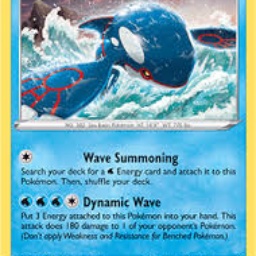 Wave Summoning
Search your deck for a Energy card and attach it to this
Pokémon. Then, shuffle your deck.
Dynamic Wave
Put 3 Energy attached to this Pokémon into your hand. This
attack does 180 damage to 1 of your opponent's Pokémon.
(Don't apply Weakness and Resistance for Benched Pokémon.)